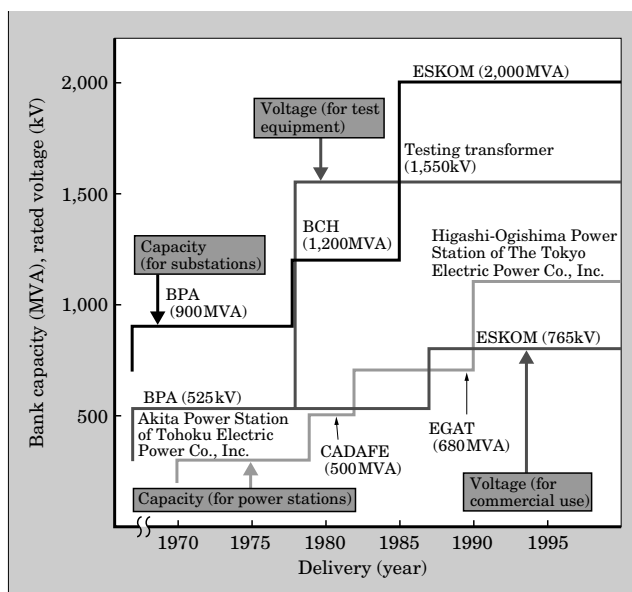 Bank capacity (MVA), rated voltage (kV)
2,000
1,500
1,000
500
ESKOM (2,000MVA)
Voltage (for test
equipment)
Testing transformer
(1,550kV)
BCH
(1,200MVA)
Capacity
(for substations)
BPA
(900MVA)
Higashi-Ogishima Power
Station of The Tokyo
Electric Power Co., Inc.
ESKOM (765kV)
BPA (525kV)
Akita Power Station
of Tohoku Electric
Power Co., Inc.
CADAFE
(500MVA)
EGAT
(680MVA)
Capacity (for power stations)
Voltage (for
commercial use)
1970 1975 1980 1985 1990 1995
Delivery (year)